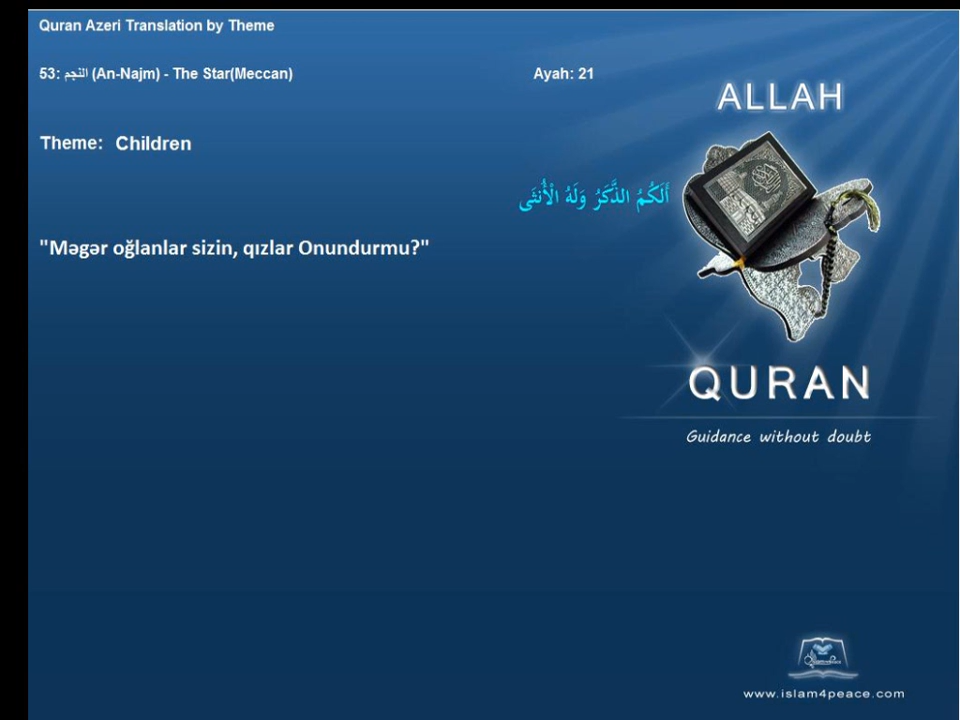 Quran Azeri Translation by Theme
53: النجم (An-Najm) - The Star(Meccan) Ayah: 21
ALLAH
Theme: Children
أَلَكُمُ الذَّكَرُ وَلَهُ الْأُنثَى
"Məgər oğlanlar sizin, qızlar Onundurmu?"
QURAN
Guidance without doubt
www.islam4peace.com